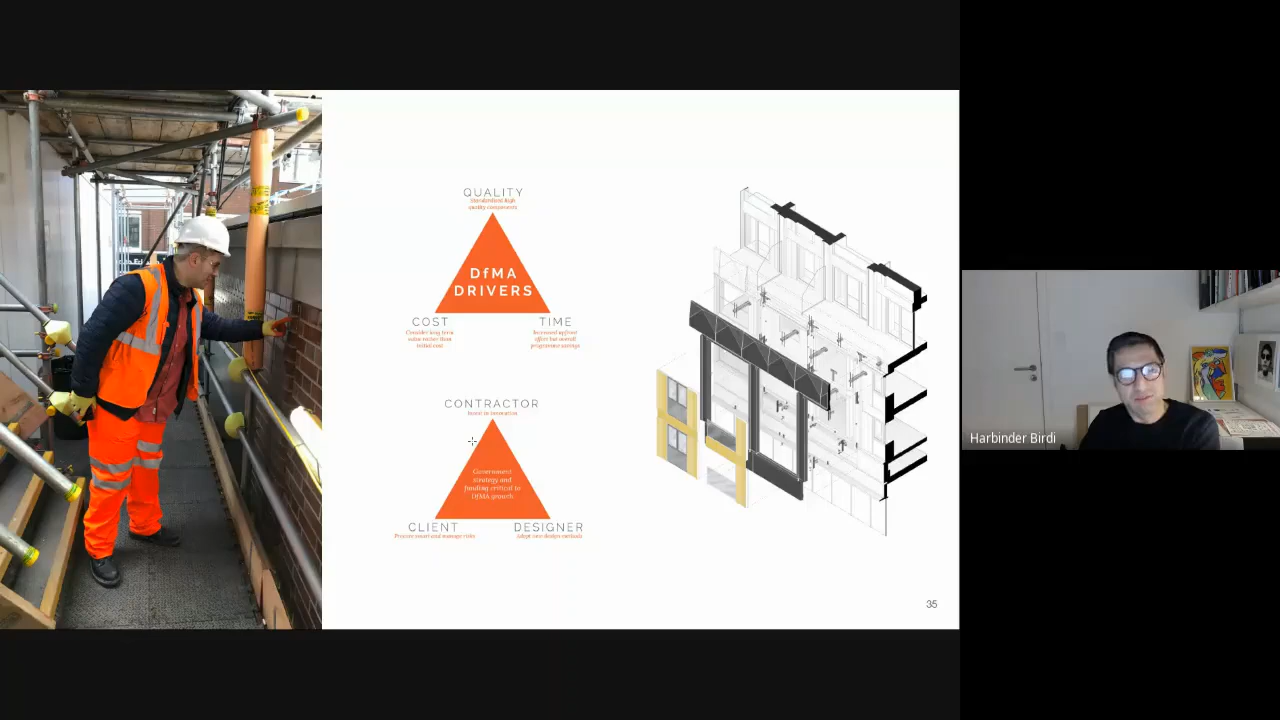 QUALITY
Standardised high
quality components
DfMA
DRIVERS
COST
Consider long term
value rather than
initial cost
TIME
Increased upfront
effort but overall
programme savings
CONTRACTOR
Invest in innovation
Government
strategy and
funding critical to
DfMA growth
CLIENT
Procure smart and manage risks
DESIGNER
Adapt new design methods
35
Harbinder Birdi